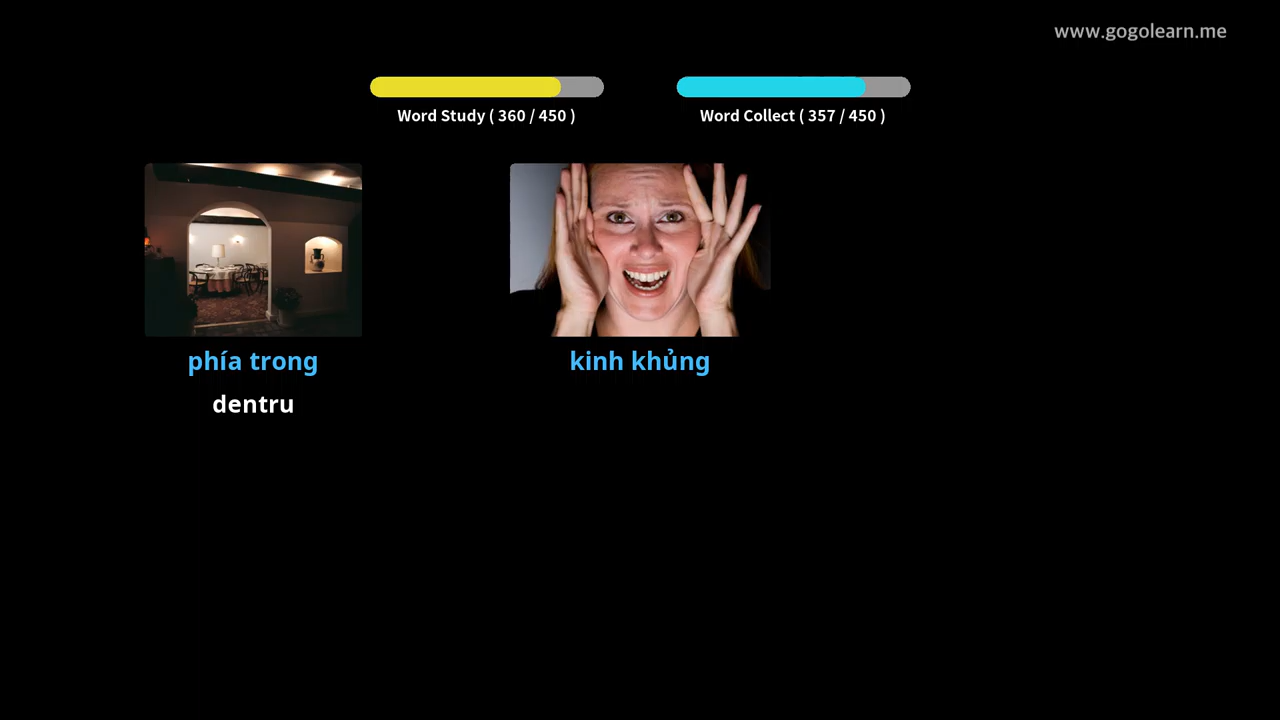 www.gogolearn.me
Word Study ( 360 / 450 )
Word Collect ( 357 / 450 )
phía trong
kinh khủng
dentru